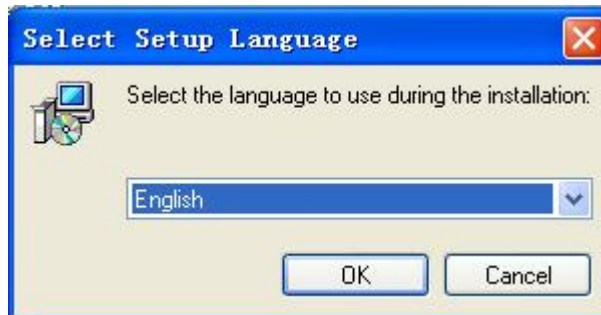 Select Setup Language
Select the language to use during the installation:
English
OK
Cancel